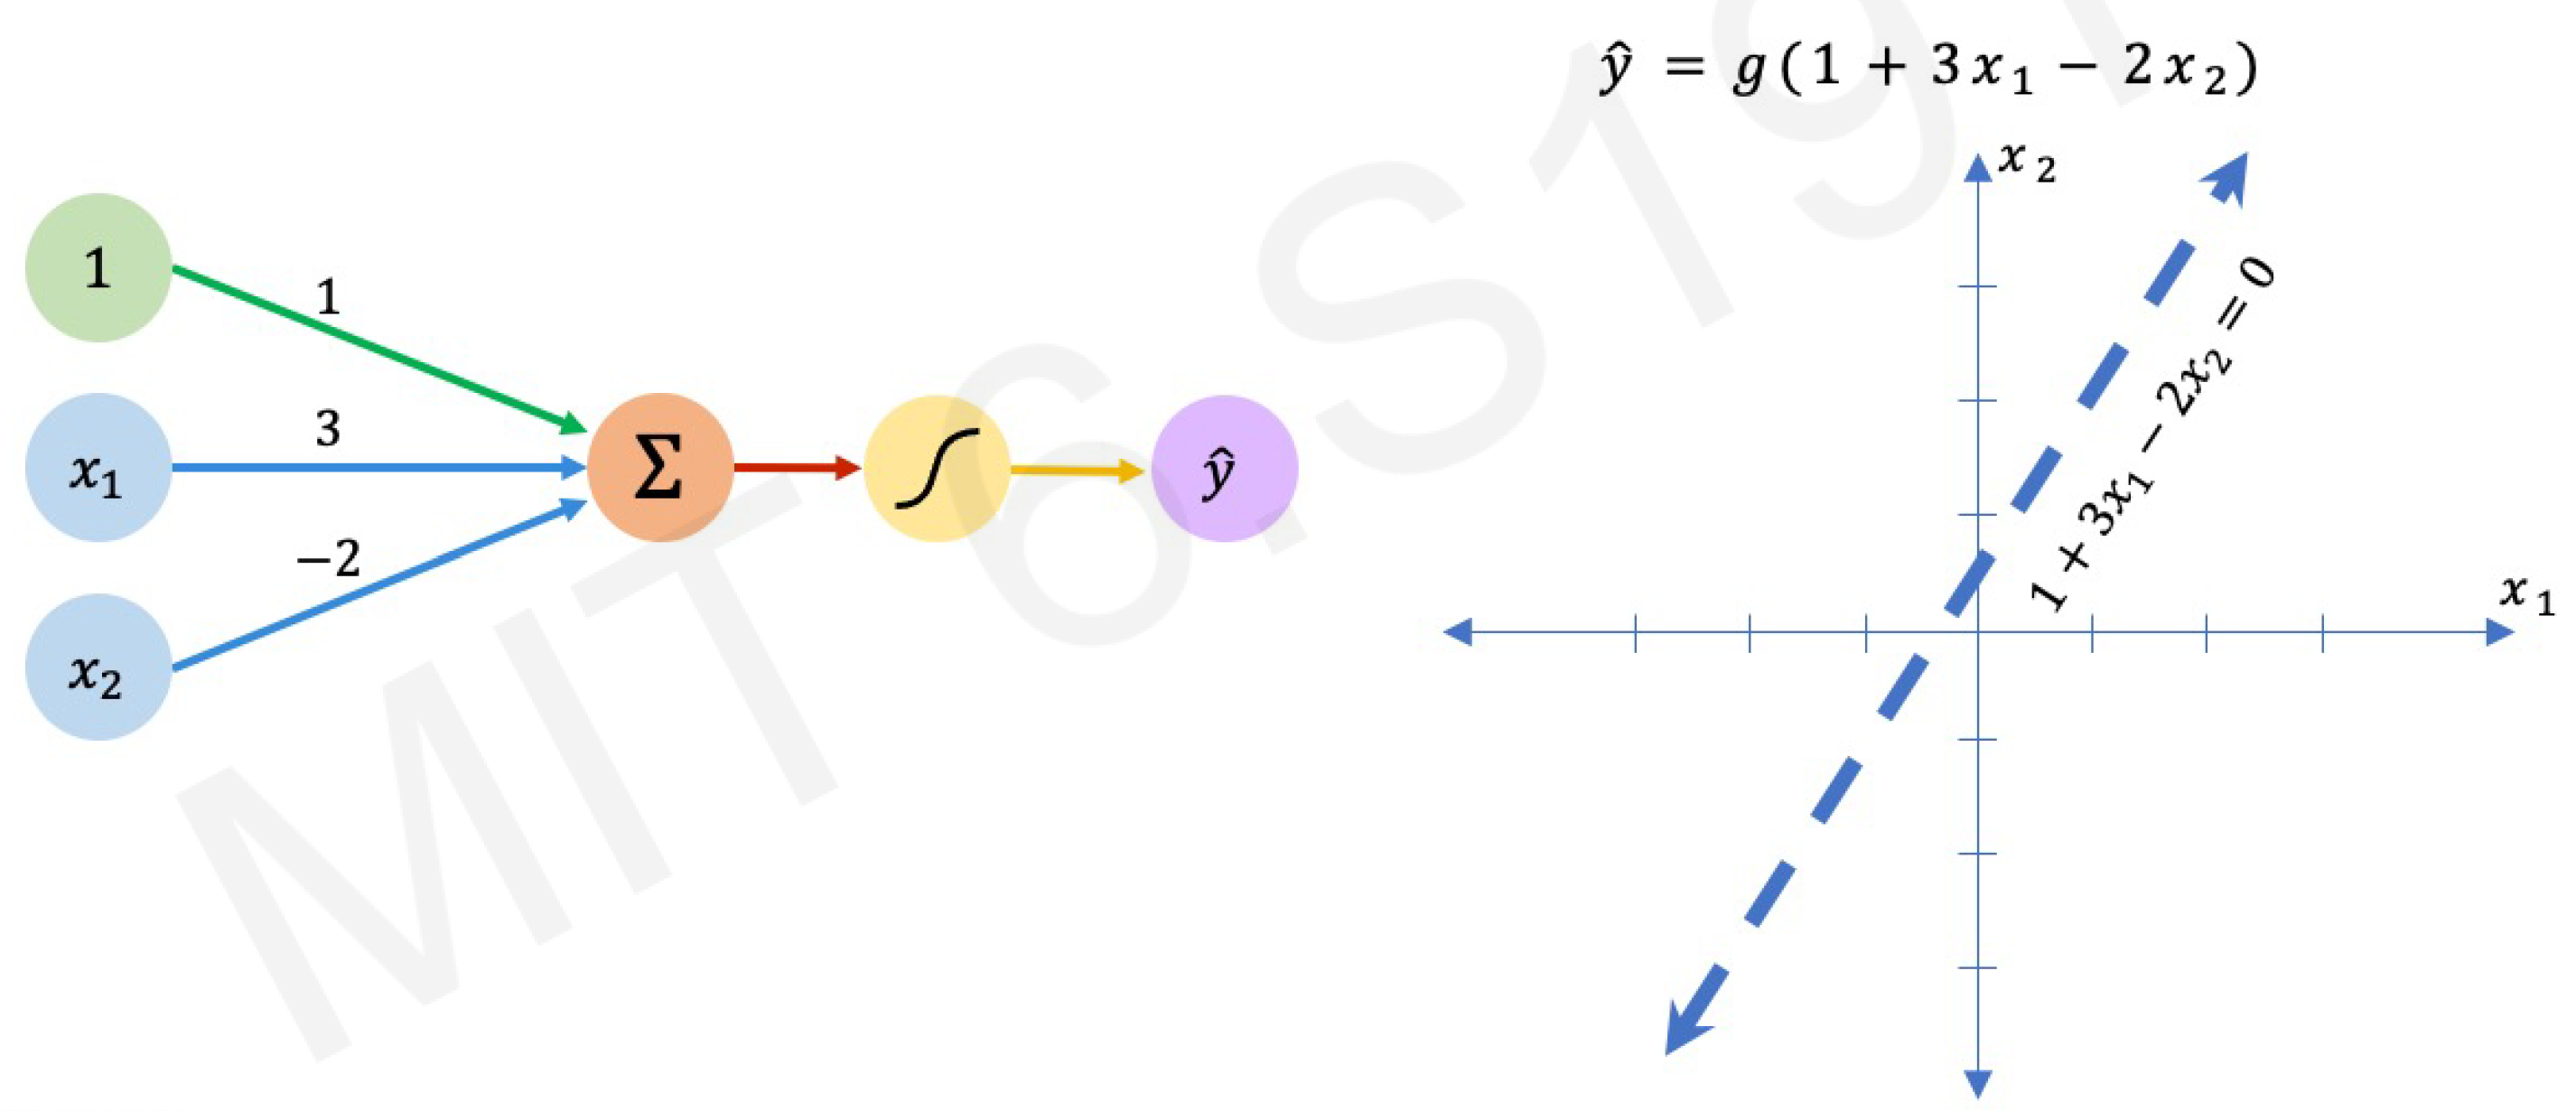 ŷ = g(1 + 3x₁ − 2x₂)
1
1
x₁
3
x₂
−2
Σ
ŷ
x₂
x₁
1 + 3x₁ − 2x₂ = 0
MIT 6.S191